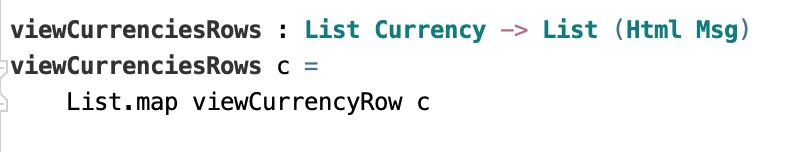 viewCurrenciesRows : List Currency -> List (Html Msg)
viewCurrenciesRows c =
    List.map viewCurrencyRow c